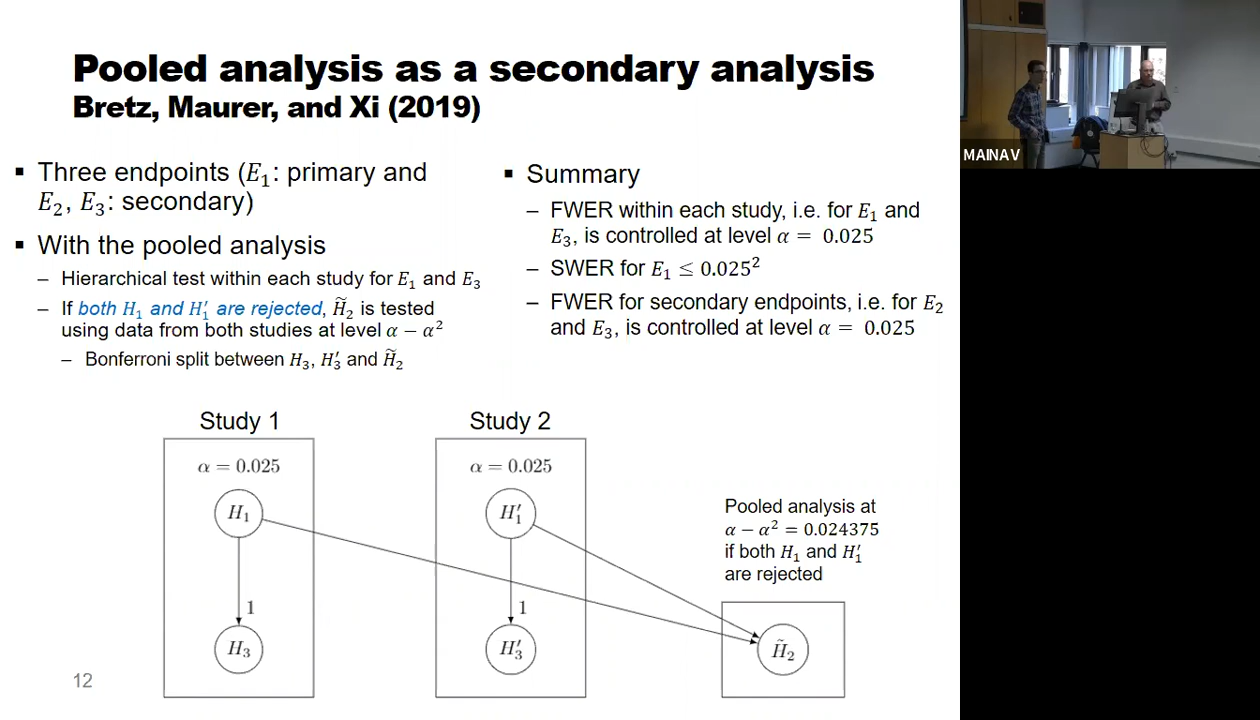 Pooled analysis as a secondary analysis
Bretz, Maurer, and Xi (2019)
▪ Three endpoints (E₁: primary and
E₂, E₃: secondary)
▪ With the pooled analysis
– Hierarchical test within each study for E₁ and E₃
– If both H₁ and H₁′ are rejected, H̃₂ is tested
using data from both studies at level α − α²
– Bonferroni split between H₃, H₃′ and H̃₂
▪ Summary
– FWER within each study, i.e. for E₁ and
E₃, is controlled at level α = 0.025
– SWER for E₁ ≤ 0.025²
– FWER for secondary endpoints, i.e. for E₂
and E₃, is controlled at level α = 0.025
Study 1
α = 0.025
H₁
1
H₃
Study 2
α = 0.025
H₁′
1
H₃′
Pooled analysis at
α − α² = 0.024375
if both H₁ and H₁′
are rejected
H̃₂
12
MAINAV